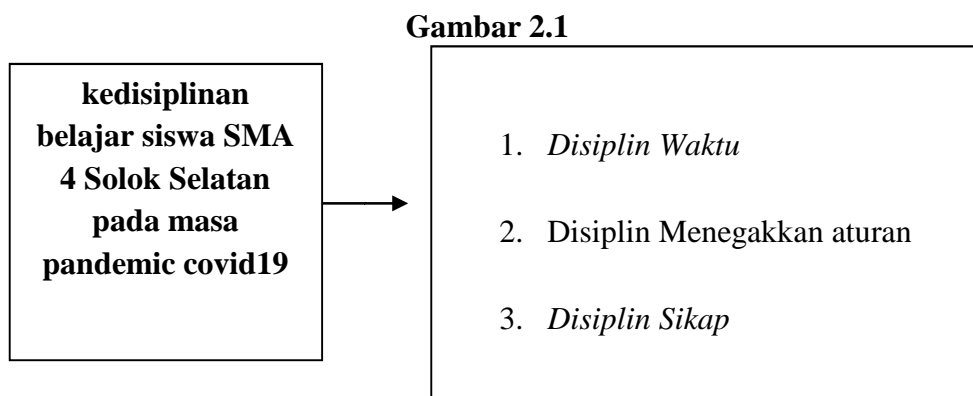 Gambar 2.1
kedisiplinan
belajar siswa SMA
4 Solok Selatan
pada masa
pandemic covid19
1. Disiplin Waktu
2. Disiplin Menegakkan aturan
3. Disiplin Sikap